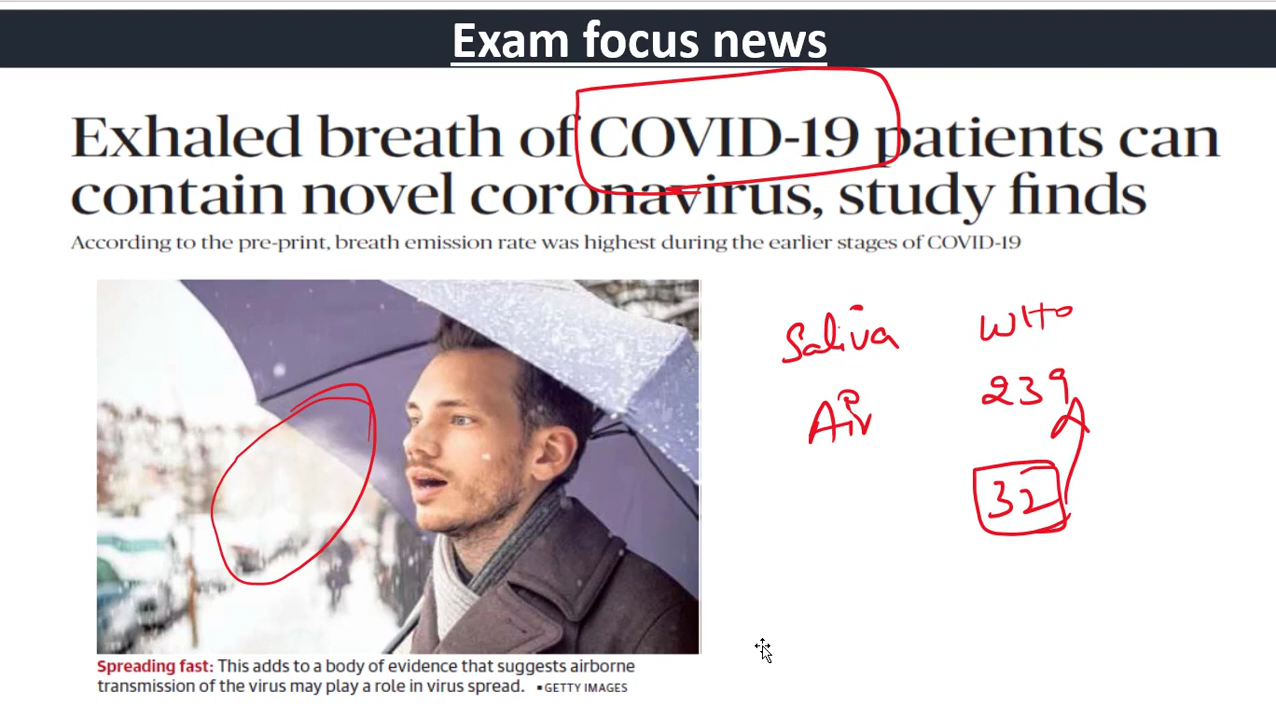 Exam focus news
Exhaled breath of COVID-19 patients can
contain novel coronavirus, study finds
According to the pre-print, breath emission rate was highest during the earlier stages of COVID-19
Saliva WHO
Air 239
32
Spreading fast: This adds to a body of evidence that suggests airborne
transmission of the virus may play a role in virus spread. ▪GETTY IMAGES